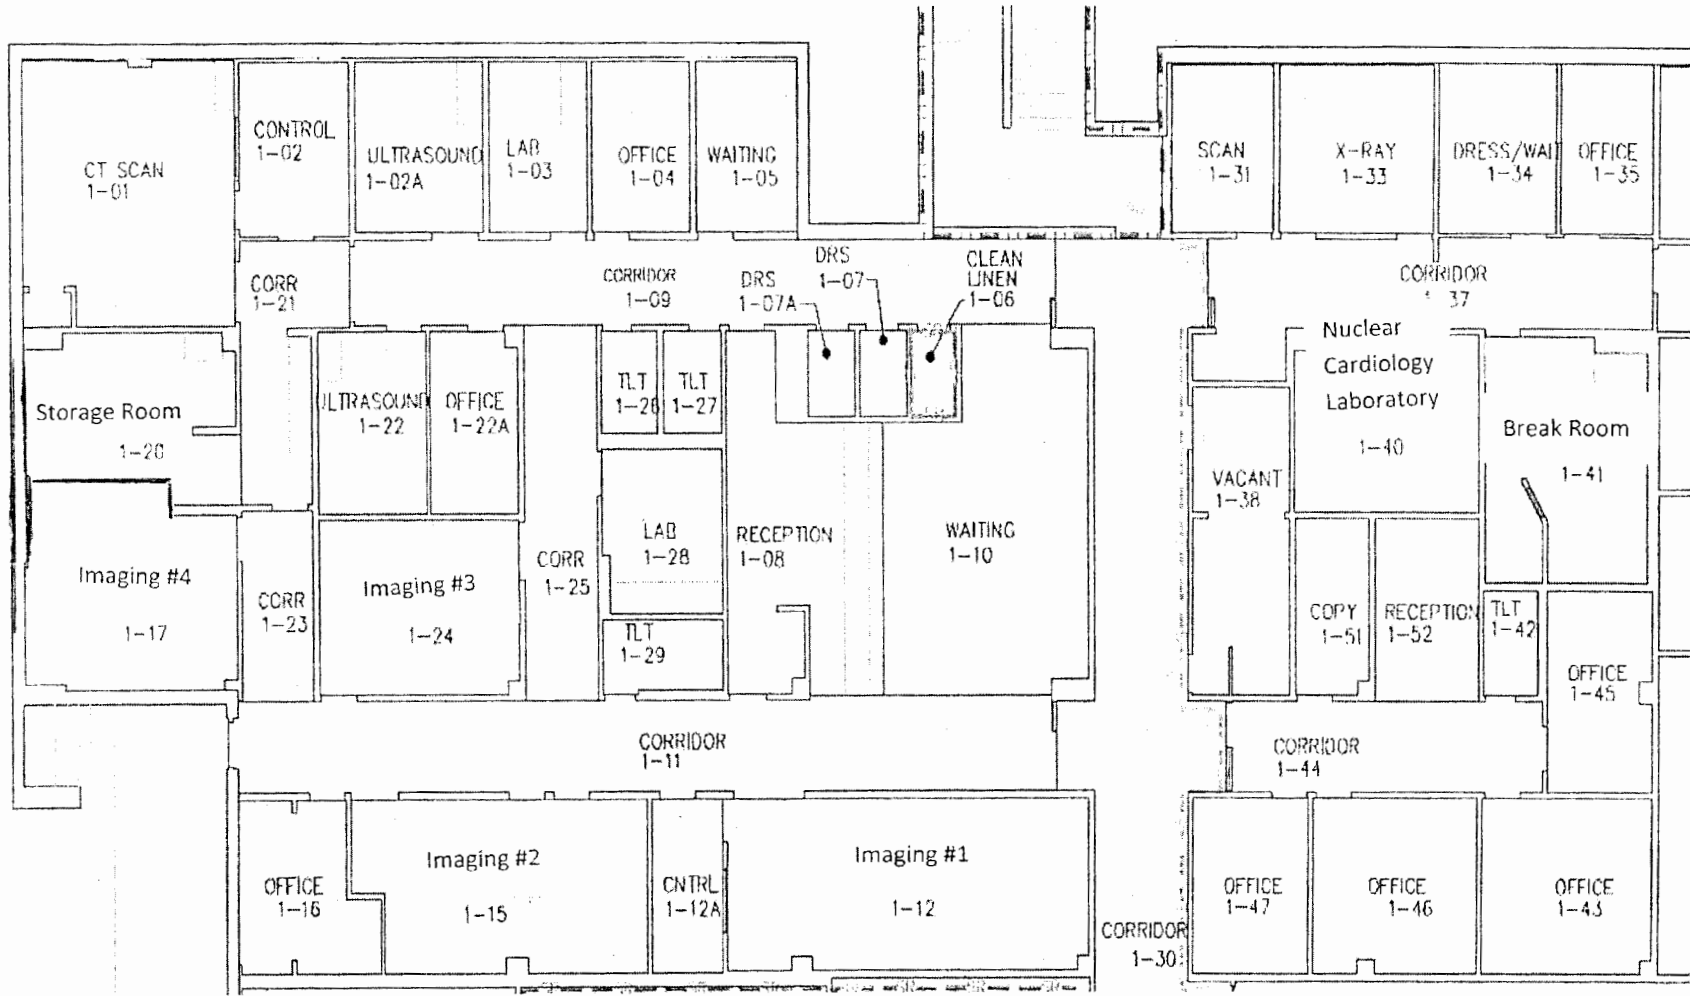 CT SCAN
1-01
CONTROL
1-02
ULTRASOUND
1-02A
LAB
1-03
OFFICE
1-04
WAITING
1-05
SCAN
1-31
X-RAY
1-33
DRESS/WAI
1-34
OFFICE
1-35
CORR
1-21
CORRIDOR
1-09
DRS
1-07A
DRS
1-07
CLEAN
LINEN
1-06
CORRIDOR
37
Storage Room
1-20
ULTRASOUND
1-22
OFFICE
1-22A
TLT
1-26
TLT
1-27
Nuclear
Cardiology
Laboratory
1-40
Break Room
1-41
VACANT
1-38
Imaging #4
1-17
CORR
1-23
Imaging #3
1-24
CORR
1-25
LAB
1-28
TLT
1-29
RECEPTION
1-08
WAITING
1-10
COPY
1-51
RECEPTION
1-52
TLT
1-42
OFFICE
1-45
CORRIDOR
1-11
CORRIDOR
1-44
OFFICE
1-16
Imaging #2
1-15
CNTRL
1-12A
Imaging #1
1-12
CORRIDOR
1-30
OFFICE
1-47
OFFICE
1-46
OFFICE
1-43